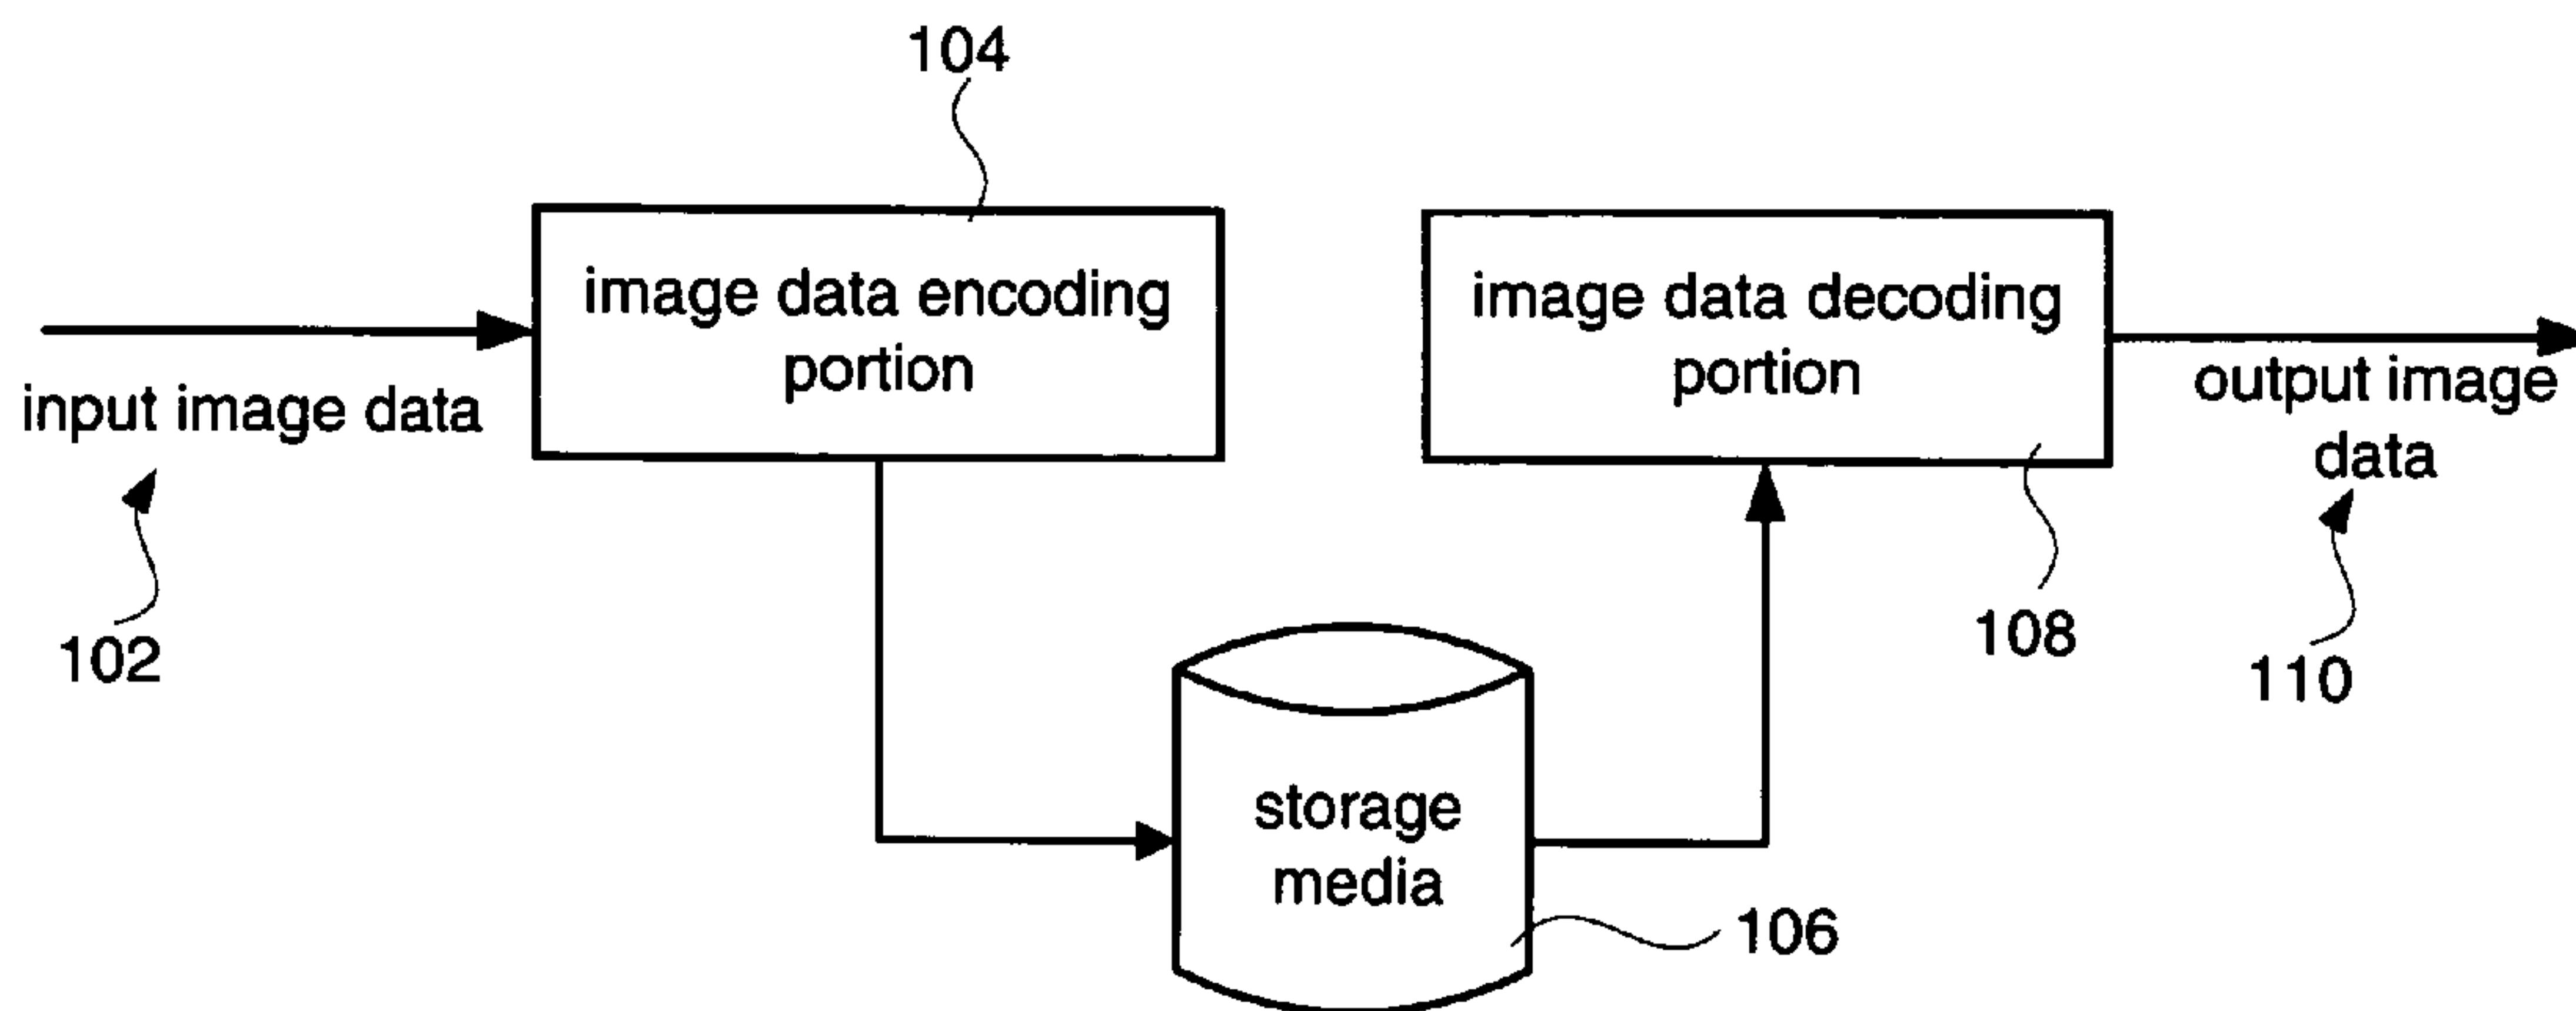 104
image data encoding
portion
image data decoding
portion
input image data
output image
data
102
108
110
storage
media
106